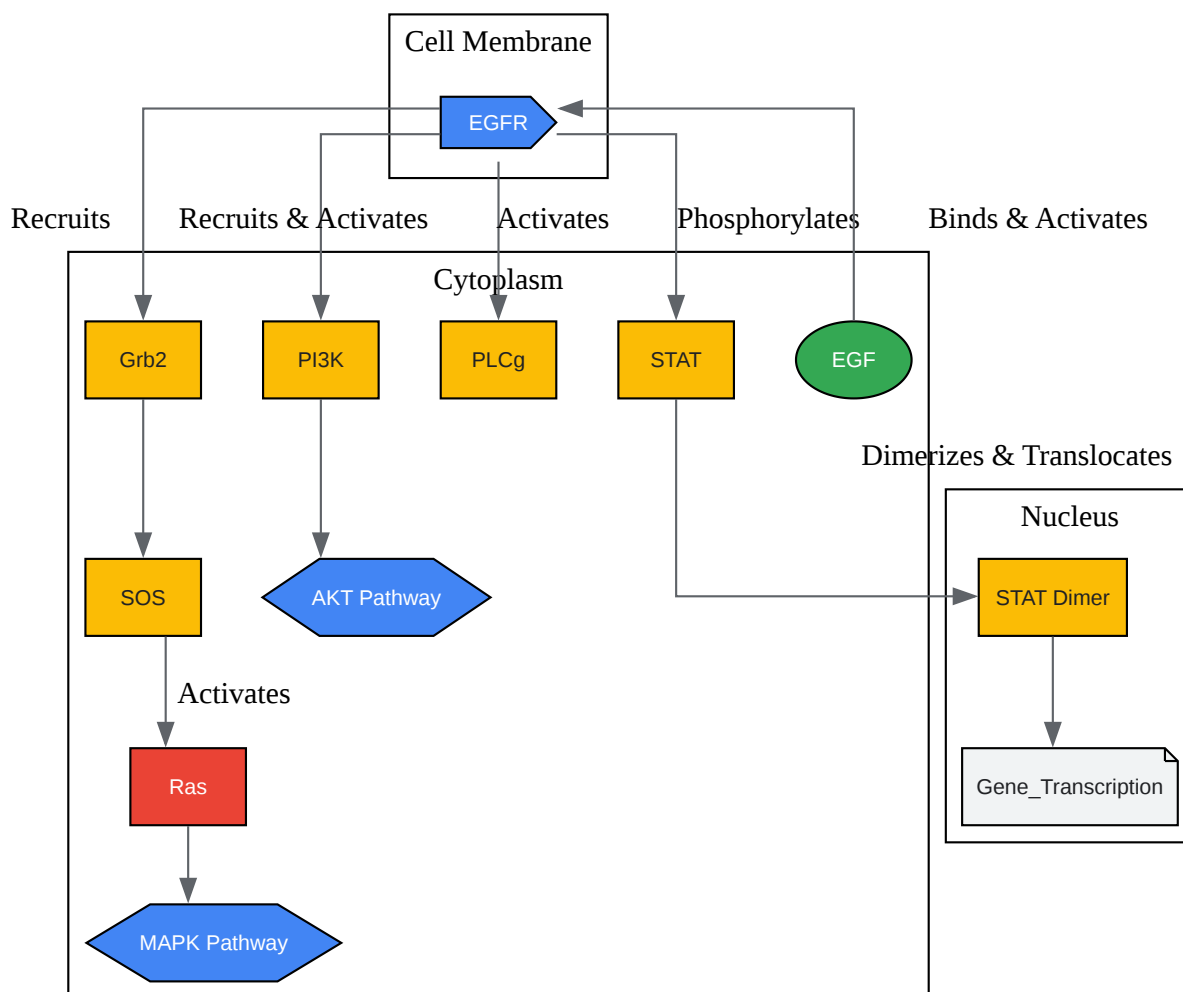 Cell Membrane
EGFR
Recruits
Recruits & Activates
Activates
Phosphorylates
Binds & Activates
Cytoplasm
Grb2
PI3K
PLCg
STAT
EGF
Dimerizes & Translocates
Nucleus
SOS
AKT Pathway
STAT Dimer
Activates
Ras
Gene_Transcription
MAPK Pathway